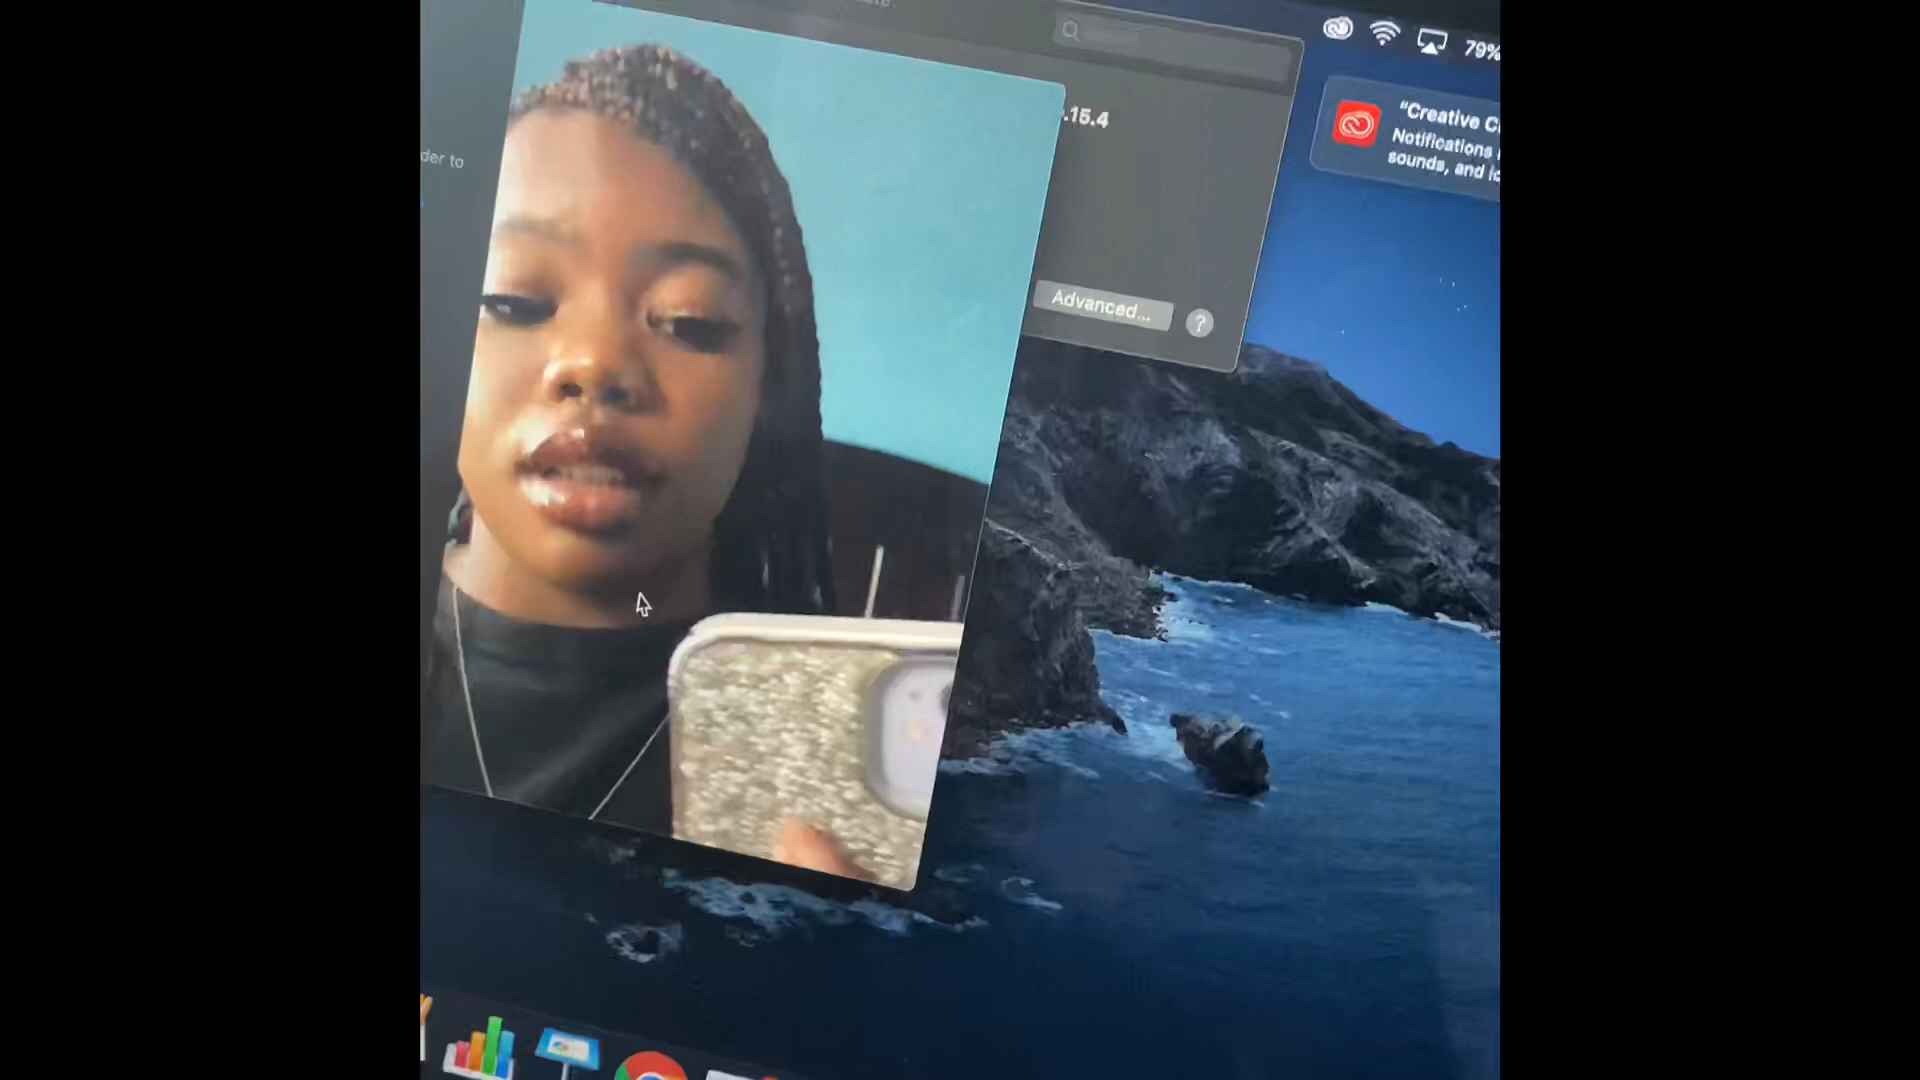 79%
.15.4
"Creative C
Notifications
sounds, and ic
der to
Advanced...
?